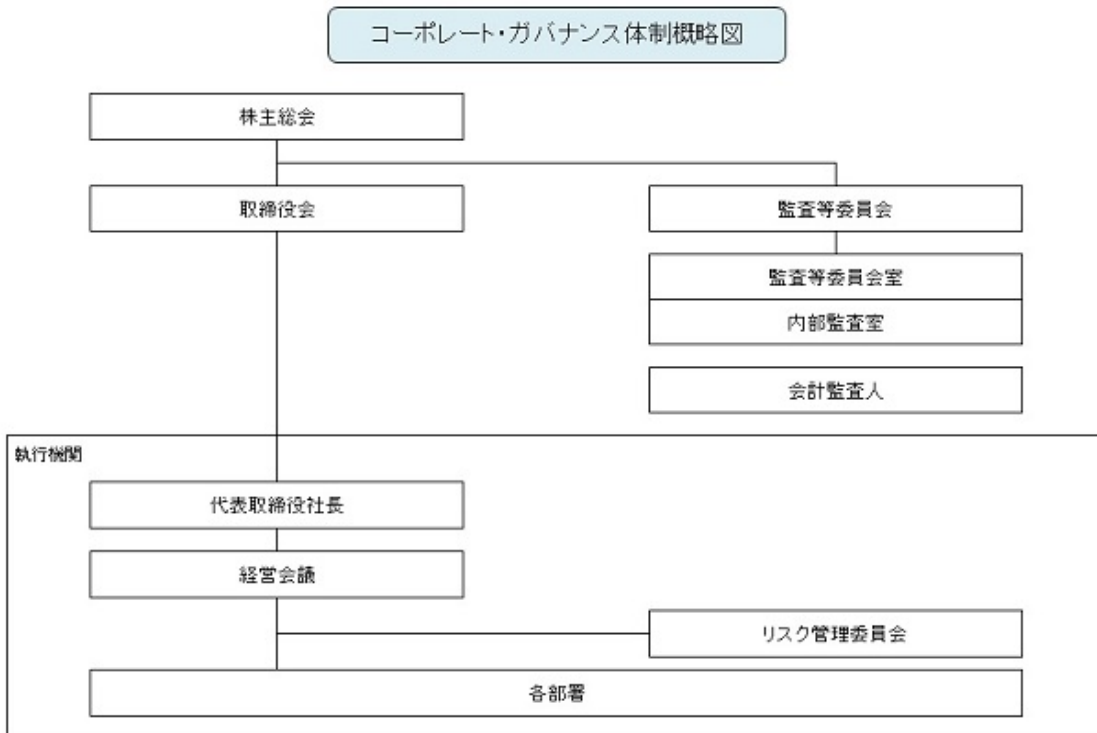 コーポレート・ガバナンス体制概略図
株主総会
取締役会
監査等委員会
監査等委員会室
内部監査室
会計監査人
執行機関
代表取締役社長
経営会議
リスク管理委員会
各部署